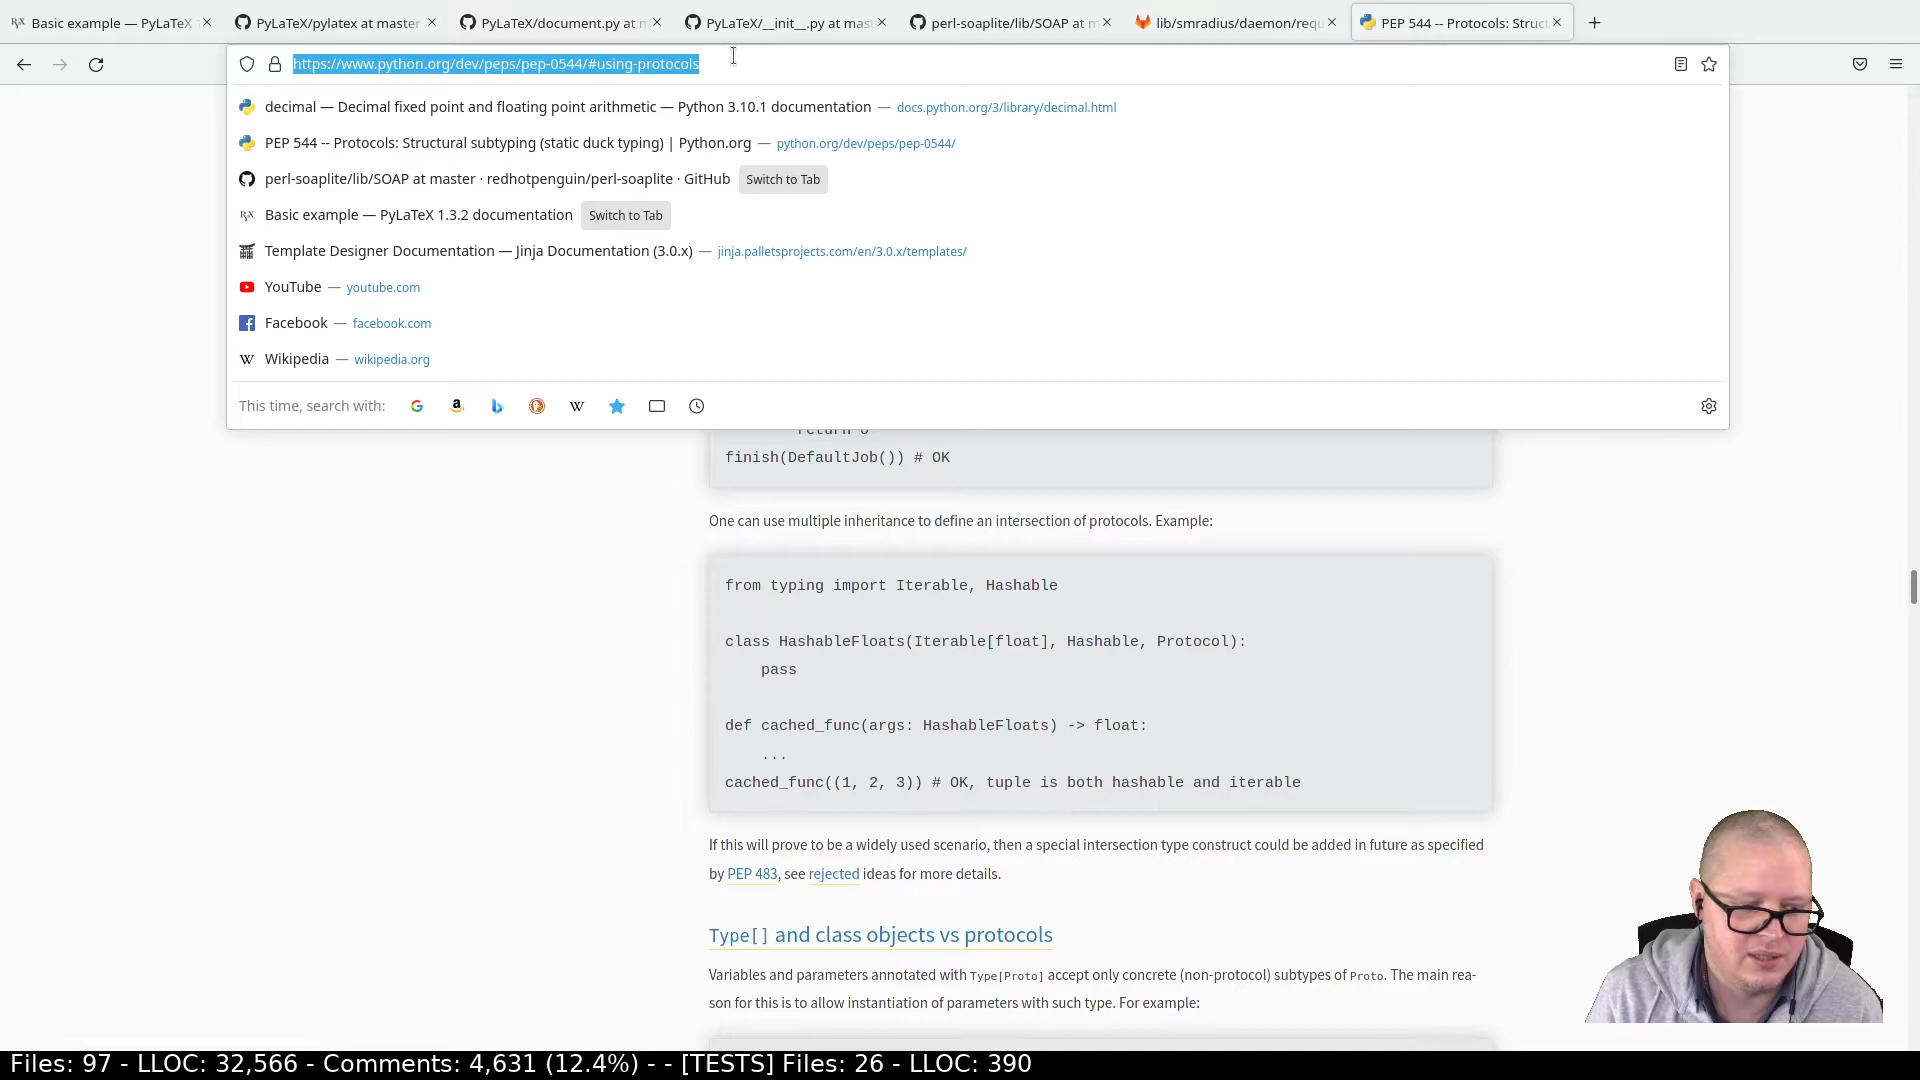 Basic example — PyLaTeX
PyLaTeX/pylatex at master
PyLaTeX/document.py at m
PyLaTeX/__init__.py at mas
perl-soaplite/lib/SOAP at m
lib/smradius/daemon/requ
PEP 544 -- Protocols: Struct
https://www.python.org/dev/peps/pep-0544/#using-protocols
decimal — Decimal fixed point and floating point arithmetic — Python 3.10.1 documentation — docs.python.org/3/library/decimal.html
PEP 544 -- Protocols: Structural subtyping (static duck typing) | Python.org — python.org/dev/peps/pep-0544/
perl-soaplite/lib/SOAP at master · redhotpenguin/perl-soaplite · GitHub Switch to Tab
Basic example — PyLaTeX 1.3.2 documentation Switch to Tab
Template Designer Documentation — Jinja Documentation (3.0.x) — jinja.palletsprojects.com/en/3.0.x/templates/
YouTube — youtube.com
Facebook — facebook.com
W Wikipedia — wikipedia.org
This time, search with:
return 0
finish(DefaultJob()) # OK
One can use multiple inheritance to define an intersection of protocols. Example:
from typing import Iterable, Hashable
class HashableFloats(Iterable[float], Hashable, Protocol):
pass
def cached_func(args: HashableFloats) -> float:
...
cached_func((1, 2, 3)) # OK, tuple is both hashable and iterable
If this will prove to be a widely used scenario, then a special intersection type construct could be added in future as specified
by PEP 483, see rejected ideas for more details.
Type[] and class objects vs protocols
Variables and parameters annotated with Type[Proto] accept only concrete (non-protocol) subtypes of Proto. The main rea-
son for this is to allow instantiation of parameters with such type. For example:
Files: 97 - LLOC: 32,566 - Comments: 4,631 (12.4%) - - [TESTS] Files: 26 - LLOC: 390